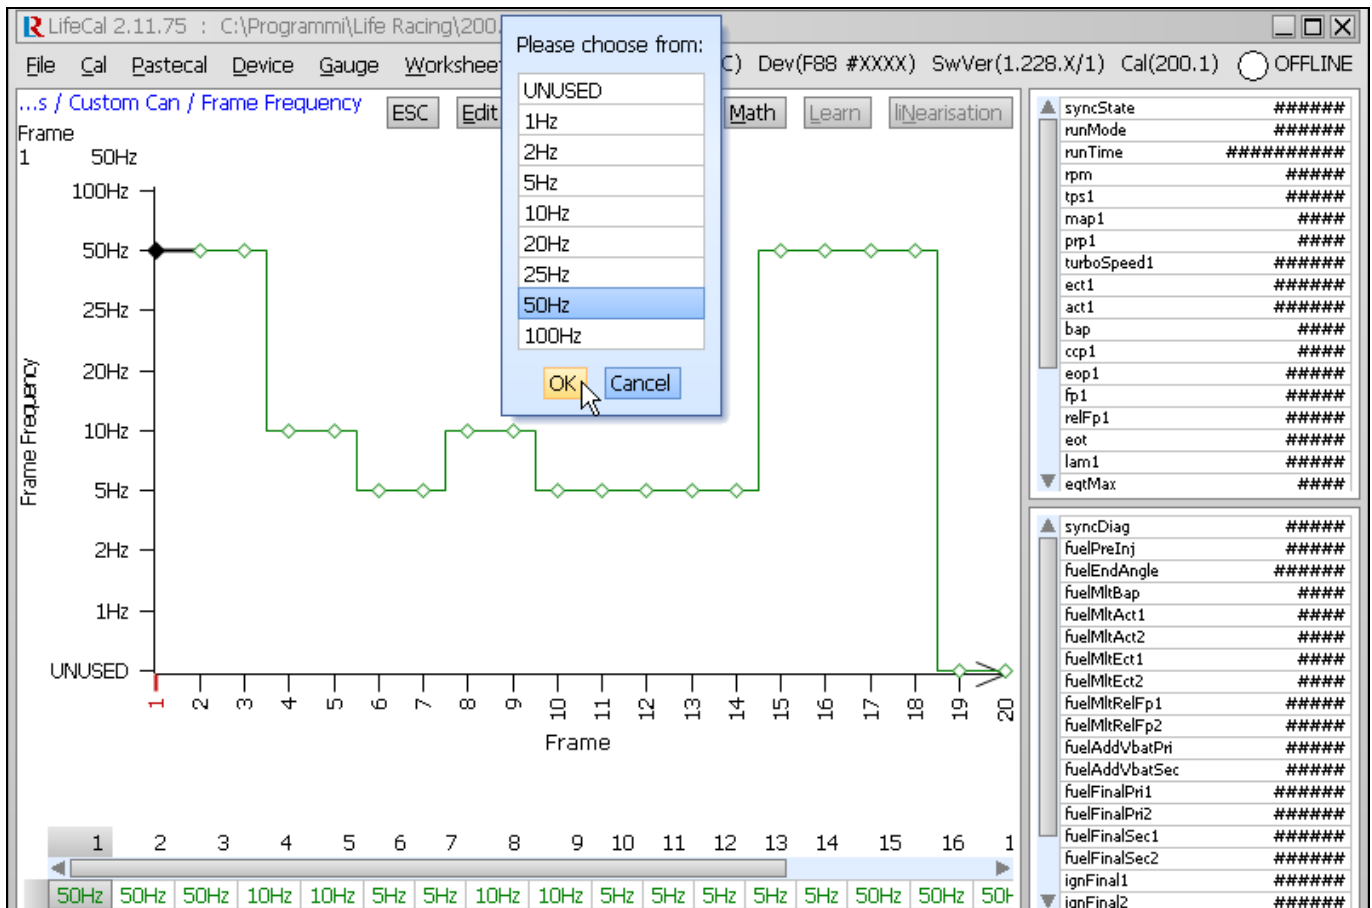 LifeCal 2.11.75 : C:\Programmi\Life Racing\200.
File Cal Pastecal Device Gauge Workshee C) Dev(F88 #XXXX) SwVer(1.228.X/1) Cal(200.1) OFFLINE
...s / Custom Can / Frame Frequency
ESC Edit Math Learn liNearisation
Frame
1 50Hz
Please choose from:
UNUSED
1Hz
2Hz
5Hz
10Hz
20Hz
25Hz
50Hz
100Hz
OK Cancel
100Hz
50Hz
25Hz
20Hz
10Hz
5Hz
2Hz
1Hz
UNUSED
Frame Frequency
1 2 3 4 5 6 7 8 9 10 11 12 13 14 15 16 17 18 19 20
Frame
1 2 3 4 5 6 7 8 9 10 11 12 13 14 15 16 1
50Hz 50Hz 50Hz 10Hz 10Hz 5Hz 5Hz 10Hz 10Hz 5Hz 5Hz 5Hz 5Hz 5Hz 50Hz 50Hz 50H
syncState ######
runMode ######
runTime ##########
rpm #####
tps1 #####
map1 ####
prp1 ####
turboSpeed1 ######
ect1 ######
act1 ######
bap ####
ccp1 ####
eop1 #####
fp1 #####
relFp1 #####
eot #####
lam1 #####
egtMax ####
syncDiag #####
fuelPreInj #####
fuelEndAngle ######
fuelMltBap ####
fuelMltAct1 ####
fuelMltAct2 ####
fuelMltEct1 ####
fuelMltEct2 ####
fuelMltRelFp1 #####
fuelMltRelFp2 #####
fuelAddVbatPri #####
fuelAddVbatSec #####
fuelFinalPri1 ######
fuelFinalPri2 ######
fuelFinalSec1 ######
fuelFinalSec2 ######
ignFinal1 ######
ignFinal2 ######